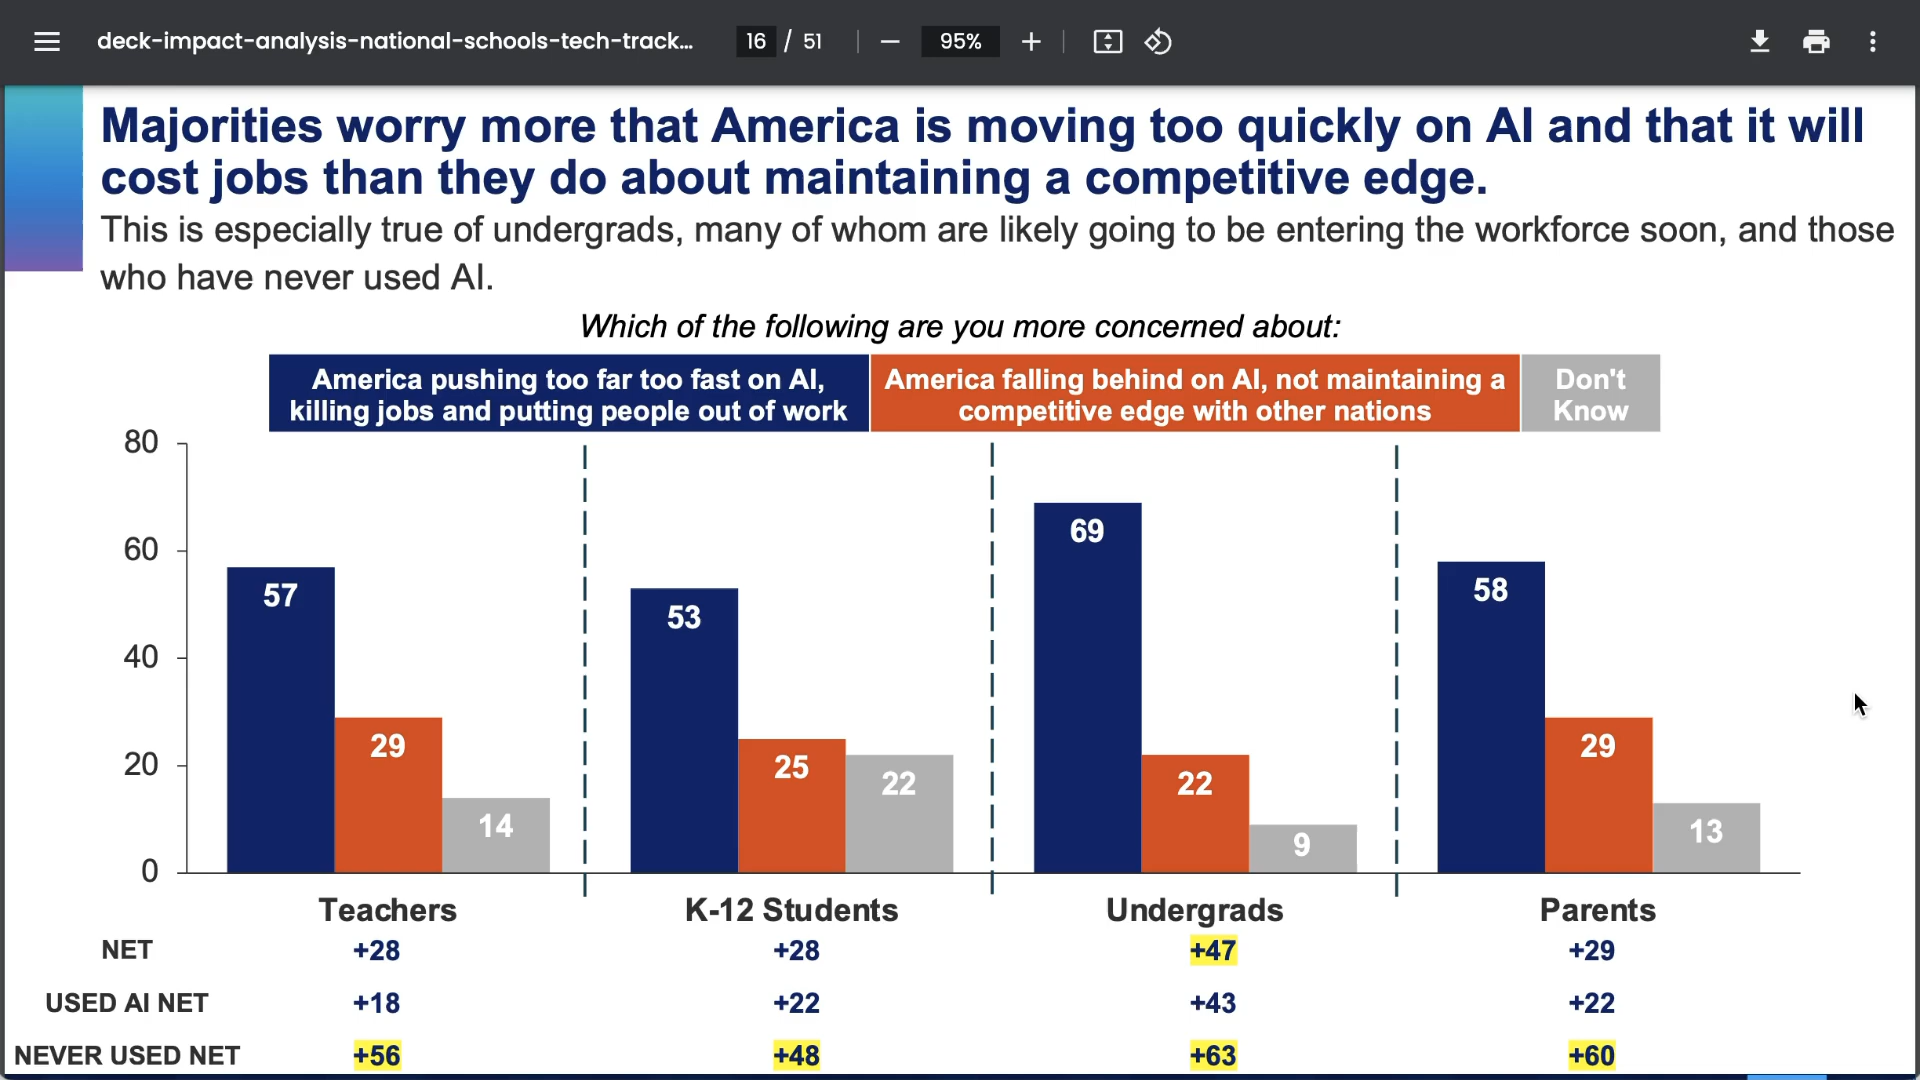 deck-impact-analysis-national-schools-tech-track...
16 / 51
95%
Majorities worry more that America is moving too quickly on AI and that it will
cost jobs than they do about maintaining a competitive edge.
This is especially true of undergrads, many of whom are likely going to be entering the workforce soon, and those
who have never used AI.
Which of the following are you more concerned about:
America pushing too far too fast on AI,
killing jobs and putting people out of work
America falling behind on AI, not maintaining a
competitive edge with other nations
Don't
Know
80
60
40
20
0
57
29
14
53
25
22
69
22
9
58
29
13
Teachers
K-12 Students
Undergrads
Parents
NET +28 +28 +47 +29
USED AI NET +18 +22 +43 +22
NEVER USED NET +56 +48 +63 +60